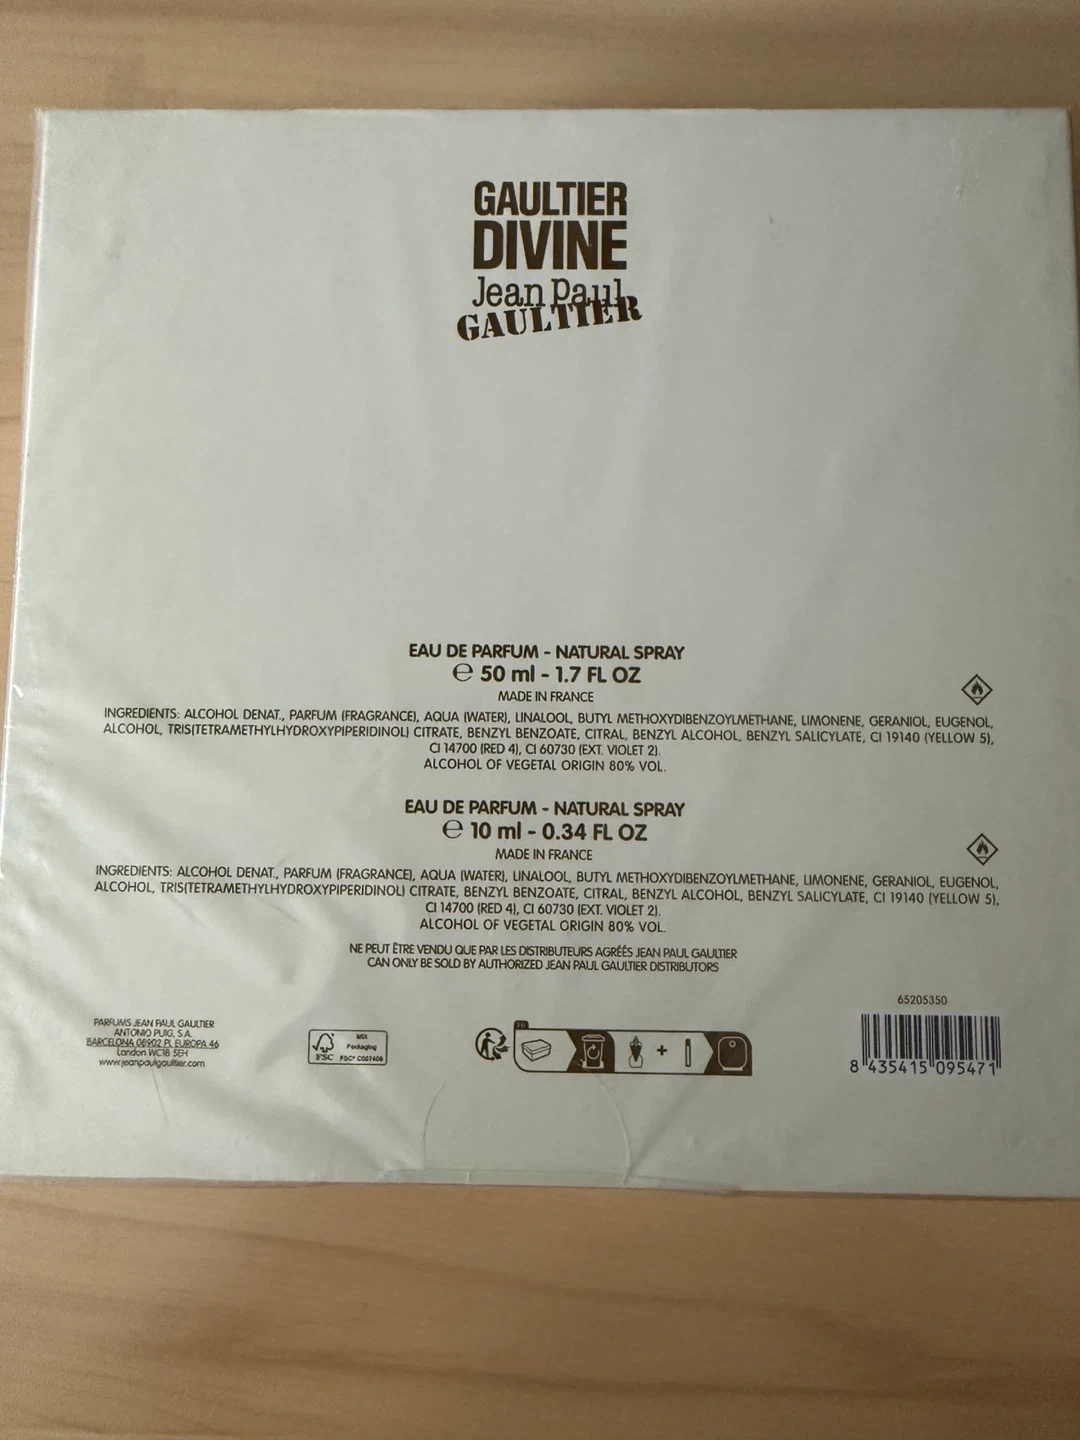 GAULTIER
DIVINE
Jean Paul
GAULTIER
EAU DE PARFUM - NATURAL SPRAY
℮ 50 ml - 1.7 FL OZ
MADE IN FRANCE
INGREDIENTS: ALCOHOL DENAT., PARFUM (FRAGRANCE), AQUA (WATER), LINALOOL, BUTYL METHOXYDIBENZOYLMETHANE, LIMONENE, GERANIOL, EUGENOL,
ALCOHOL, TRIS(TETRAMETHYLHYDROXYPIPERIDINOL) CITRATE, BENZYL BENZOATE, CITRAL, BENZYL ALCOHOL, BENZYL SALICYLATE, CI 19140 (YELLOW 5),
CI 14700 (RED 4), CI 60730 (EXT. VIOLET 2).
ALCOHOL OF VEGETAL ORIGIN 80% VOL.
EAU DE PARFUM - NATURAL SPRAY
℮ 10 ml - 0.34 FL OZ
MADE IN FRANCE
INGREDIENTS: ALCOHOL DENAT., PARFUM (FRAGRANCE), AQUA (WATER), LINALOOL, BUTYL METHOXYDIBENZOYLMETHANE, LIMONENE, GERANIOL, EUGENOL,
ALCOHOL, TRIS(TETRAMETHYLHYDROXYPIPERIDINOL) CITRATE, BENZYL BENZOATE, CITRAL, BENZYL ALCOHOL, BENZYL SALICYLATE, CI 19140 (YELLOW 5),
CI 14700 (RED 4), CI 60730 (EXT. VIOLET 2).
ALCOHOL OF VEGETAL ORIGIN 80% VOL.
NE PEUT ÊTRE VENDU QUE PAR LES DISTRIBUTEURS AGRÉÉS JEAN PAUL GAULTIER
CAN ONLY BE SOLD BY AUTHORIZED JEAN PAUL GAULTIER DISTRIBUTORS
65205350
PARFUMS JEAN PAUL GAULTIER
ANTONIO PUIG, S.A.
BARCELONA 08902 PL EUROPA 46
London WC1B 5EH
www.jeanpaulgaultier.com
FSC
MIX
Packaging
FSC® C007406
FR
8 435415 095471